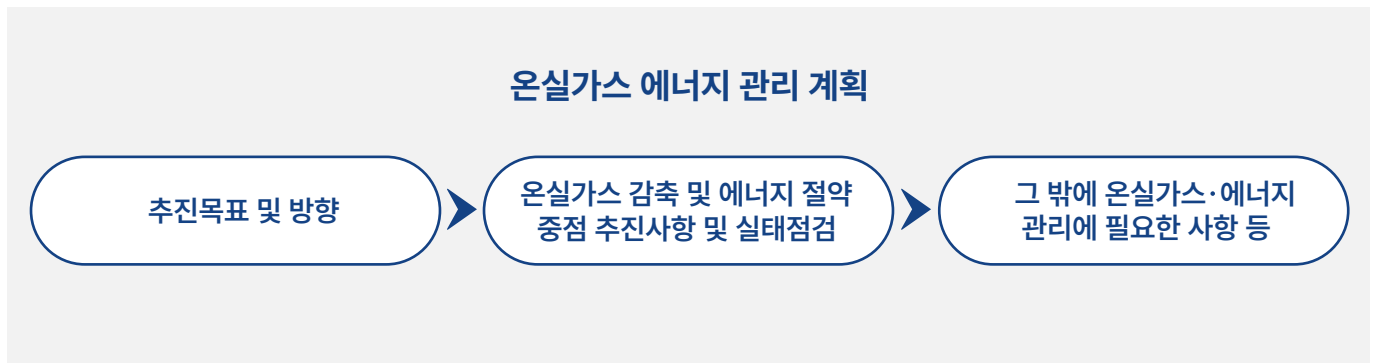 온실가스 에너지 관리 계획
추진목표 및 방향
온실가스 감축 및 에너지 절약
중점 추진사항 및 실태점검
그 밖에 온실가스·에너지
관리에 필요한 사항 등